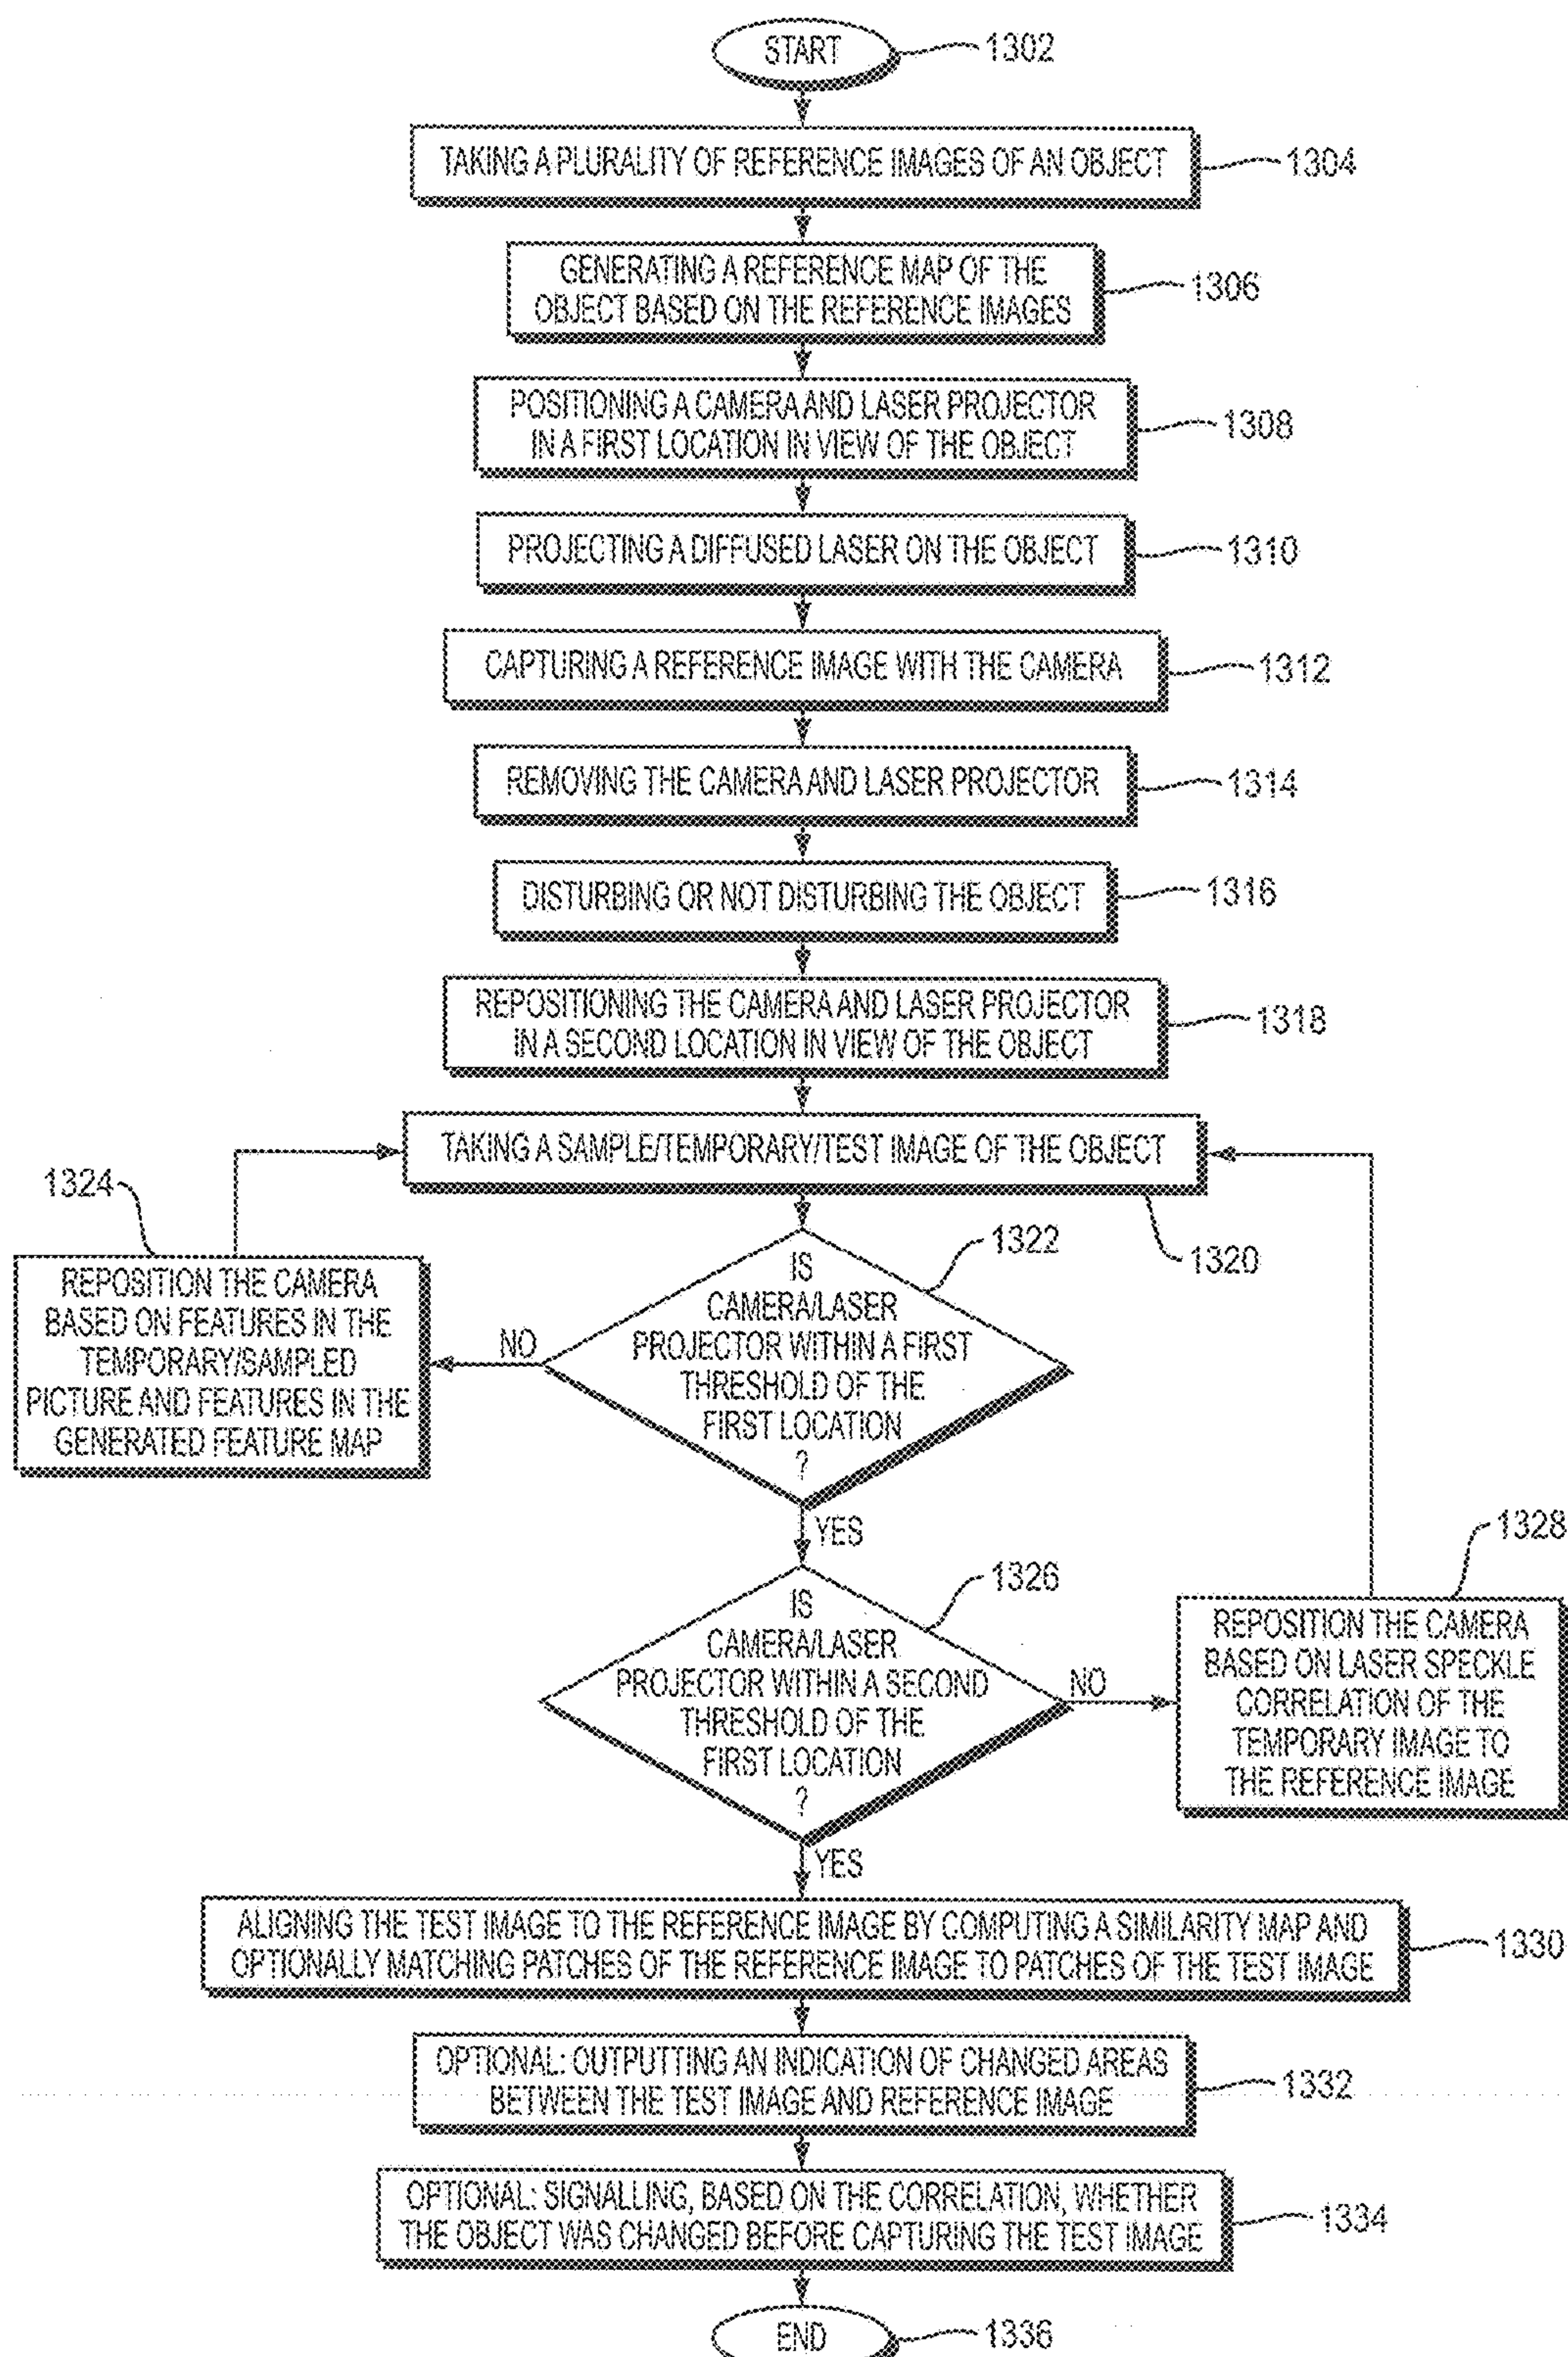 START
1302
TAKING A PLURALITY OF REFERENCE IMAGES OF AN OBJECT
1304
GENERATING A REFERENCE MAP OF THE
OBJECT BASED ON THE REFERENCE IMAGES
1306
POSITIONING A CAMERA AND LASER PROJECTOR
IN A FIRST LOCATION IN VIEW OF THE OBJECT
1308
PROJECTING A DIFFUSED LASER ON THE OBJECT
1310
CAPTURING A REFERENCE IMAGE WITH THE CAMERA
1312
REMOVING THE CAMERA AND LASER PROJECTOR
1314
DISTURBING OR NOT DISTURBING THE OBJECT
1316
REPOSITIONING THE CAMERA AND LASER PROJECTOR
IN A SECOND LOCATION IN VIEW OF THE OBJECT
1318
TAKING A SAMPLE/TEMPORARY/TEST IMAGE OF THE OBJECT
1320
1324
REPOSITION THE CAMERA
BASED ON FEATURES IN THE
TEMPORARY/SAMPLED
PICTURE AND FEATURES IN THE
GENERATED FEATURE MAP
NO
1322
IS
CAMERA/LASER
PROJECTOR WITHIN A FIRST
THRESHOLD OF THE
FIRST LOCATION
?
YES
1326
IS
CAMERA/LASER
PROJECTOR WITHIN A SECOND
THRESHOLD OF THE
FIRST LOCATION
?
NO
1328
REPOSITION THE CAMERA
BASED ON LASER SPECKLE
CORRELATION OF THE
TEMPORARY IMAGE TO
THE REFERENCE IMAGE
YES
ALIGNING THE TEST IMAGE TO THE REFERENCE IMAGE BY COMPUTING A SIMILARITY MAP AND
OPTIONALLY MATCHING PATCHES OF THE REFERENCE IMAGE TO PATCHES OF THE TEST IMAGE
1330
OPTIONAL: OUTPUTTING AN INDICATION OF CHANGED AREAS
BETWEEN THE TEST IMAGE AND REFERENCE IMAGE
1332
OPTIONAL: SIGNALLING, BASED ON THE CORRELATION, WHETHER
THE OBJECT WAS CHANGED BEFORE CAPTURING THE TEST IMAGE
1334
END
1336